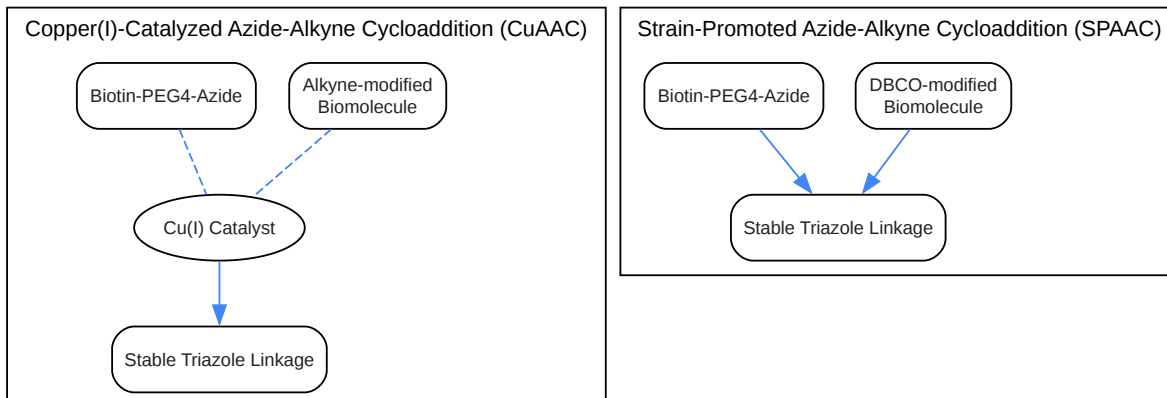 Copper(I)-Catalyzed Azide-Alkyne Cycloaddition (CuAAC)
Biotin-PEG4-Azide
Alkyne-modified
Biomolecule
Cu(I) Catalyst
Stable Triazole Linkage
Strain-Promoted Azide-Alkyne Cycloaddition (SPAAC)
Biotin-PEG4-Azide
DBCO-modified
Biomolecule
Stable Triazole Linkage